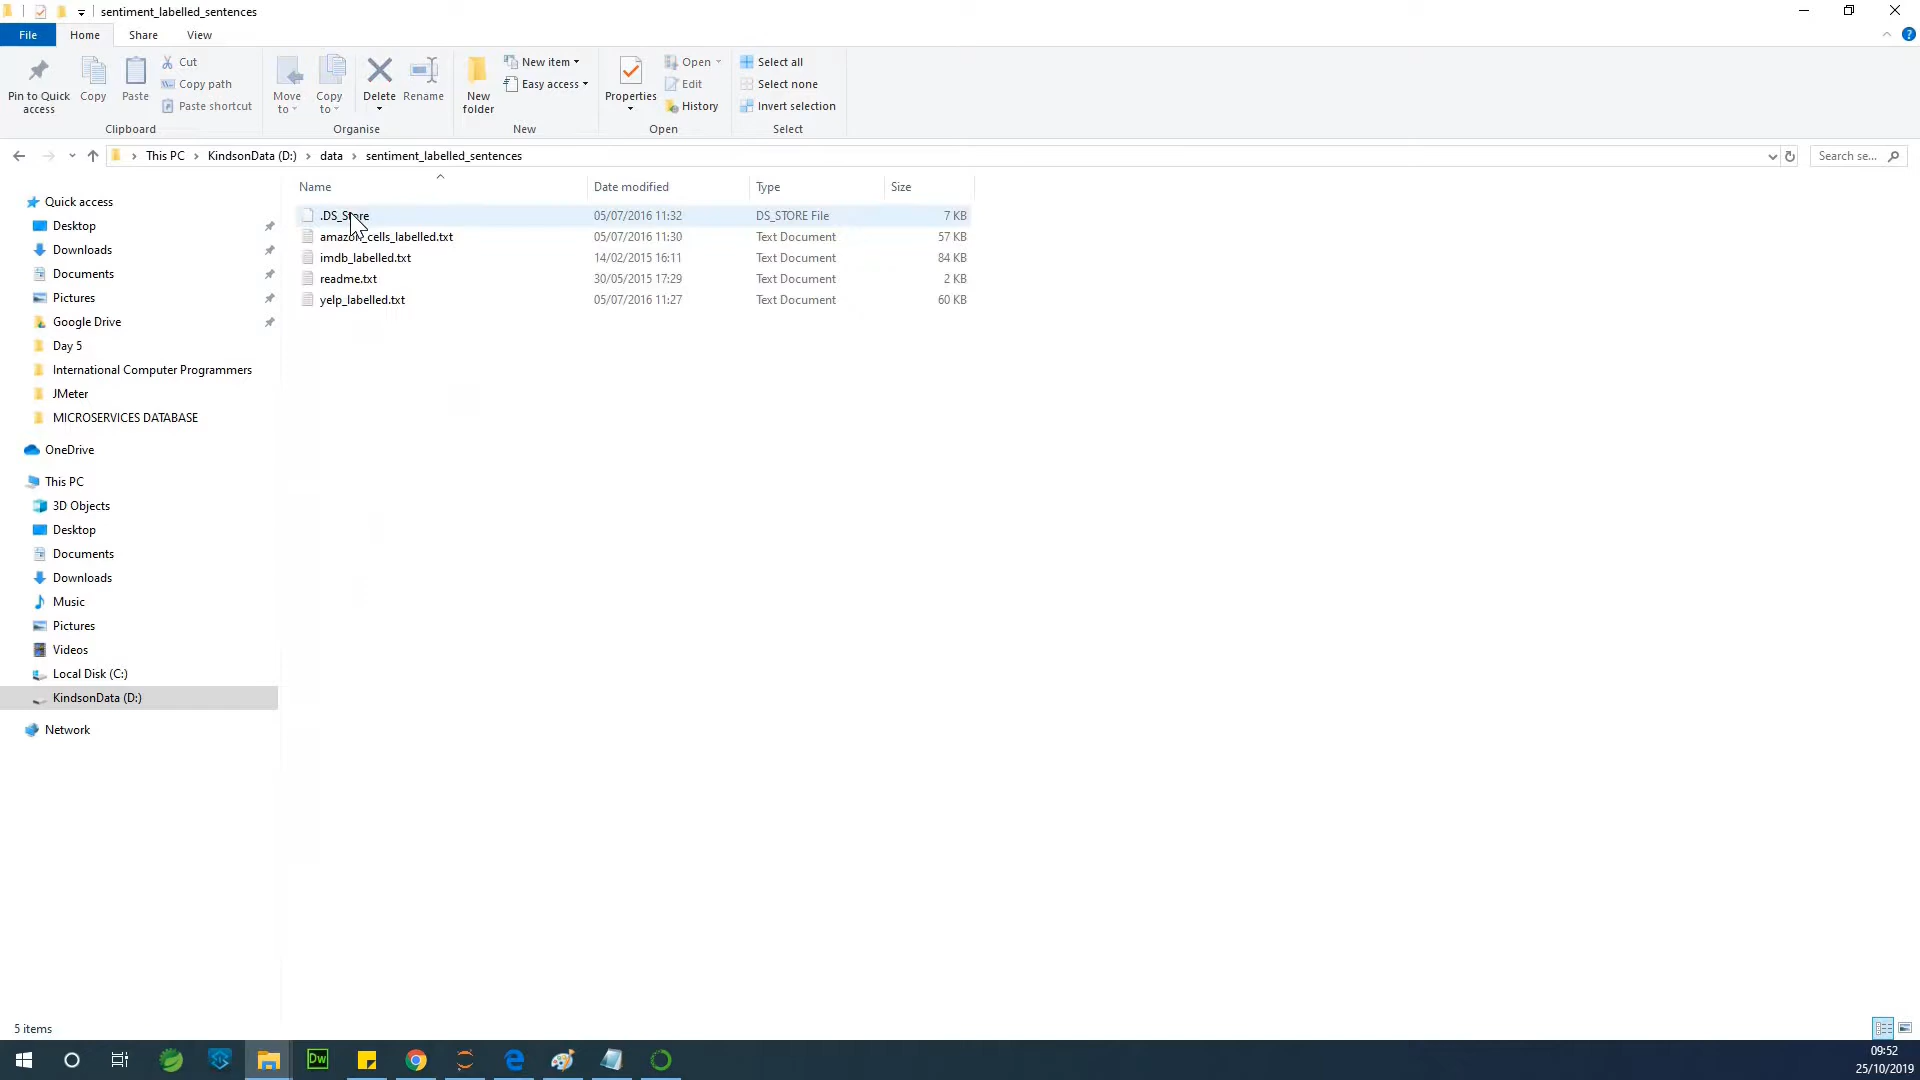 sentiment_labelled_sentences
File Home Share View
Pin to Quick access
Copy
Paste
Cut
Copy path
Paste shortcut
Clipboard
Move to
Copy to
Delete
Rename
Organise
New folder
New item
Easy access
New
Properties
Open
Edit
History
Open
Select all
Select none
Invert selection
Select
This PC > KindsonData (D:) > data > sentiment_labelled_sentences
Search se...
Name Date modified Type Size
.DS_Store 05/07/2016 11:32 DS_STORE File 7 KB
amazon_cells_labelled.txt 05/07/2016 11:30 Text Document 57 KB
imdb_labelled.txt 14/02/2015 16:11 Text Document 84 KB
readme.txt 30/05/2015 17:29 Text Document 2 KB
yelp_labelled.txt 05/07/2016 11:27 Text Document 60 KB
Quick access
Desktop
Downloads
Documents
Pictures
Google Drive
Day 5
International Computer Programmers
JMeter
MICROSERVICES DATABASE
OneDrive
This PC
3D Objects
Desktop
Documents
Downloads
Music
Pictures
Videos
Local Disk (C:)
KindsonData (D:)
Network
5 items
Dw
09:52
25/10/2019